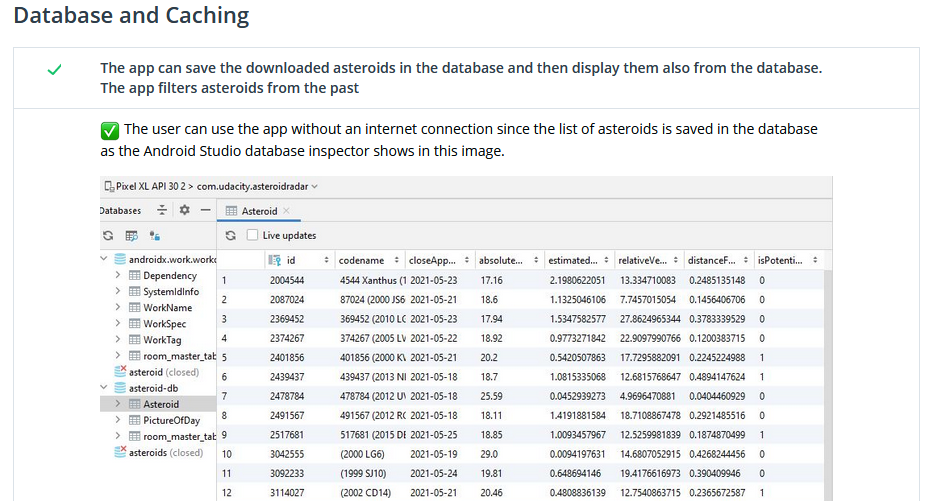 Database and Caching
The app can save the downloaded asteroids in the database and then display them also from the database.
The app filters asteroids from the past
The user can use the app without an internet connection since the list of asteroids is saved in the database
as the Android Studio database inspector shows in this image.
Pixel XL API 30 2 > com.udacity.asteroidradar
Databases
Asteroid
Live updates
androidx.work.workd
Dependency
SystemIdInfo
WorkName
WorkSpec
WorkTag
room_master_tab
asteroid (closed)
asteroid-db
Asteroid
PictureOfDay
room_master_tab
asteroids (closed)
id codename closeApp... absolute... estimated... relativeVe... distanceF... isPotenti...
1 2004544 4544 Xanthus (1 2021-05-23 17.16 2.1980622051 13.334710083 0.2485135148 0
2 2087024 87024 (2000 JS6 2021-05-21 18.6 1.1325046106 7.7457015054 0.1456406706 0
3 2369452 369452 (2010 LG 2021-05-23 17.94 1.5347582577 27.8624965344 0.3783339529 0
4 2374267 374267 (2005 LV 2021-05-22 18.92 0.9773271842 22.9097990766 0.1200383715 0
5 2401856 401856 (2000 KV 2021-05-21 20.2 0.5420507863 17.7295882091 0.2245224988 1
6 2439437 439437 (2013 NI 2021-05-18 18.7 1.0815335068 12.6815768647 0.4894147624 1
7 2478784 478784 (2012 UV 2021-05-18 25.59 0.0452939273 4.9696470881 0.0404460929 0
8 2491567 491567 (2012 RG 2021-05-18 18.11 1.4191881584 18.7108867478 0.2921485516 0
9 2517681 517681 (2015 DE 2021-05-25 18.85 1.0093457967 12.5259981839 0.1874870499 1
10 3042555 (2000 LG6) 2021-05-19 29.0 0.0094197631 14.6807052915 0.4268244456 0
11 3092233 (1999 SJ10) 2021-05-24 19.81 0.648694146 19.4176616973 0.390409946 0
12 3114027 (2002 CD14) 2021-05-21 20.46 0.4808836139 12.7540863715 0.2365672587 1